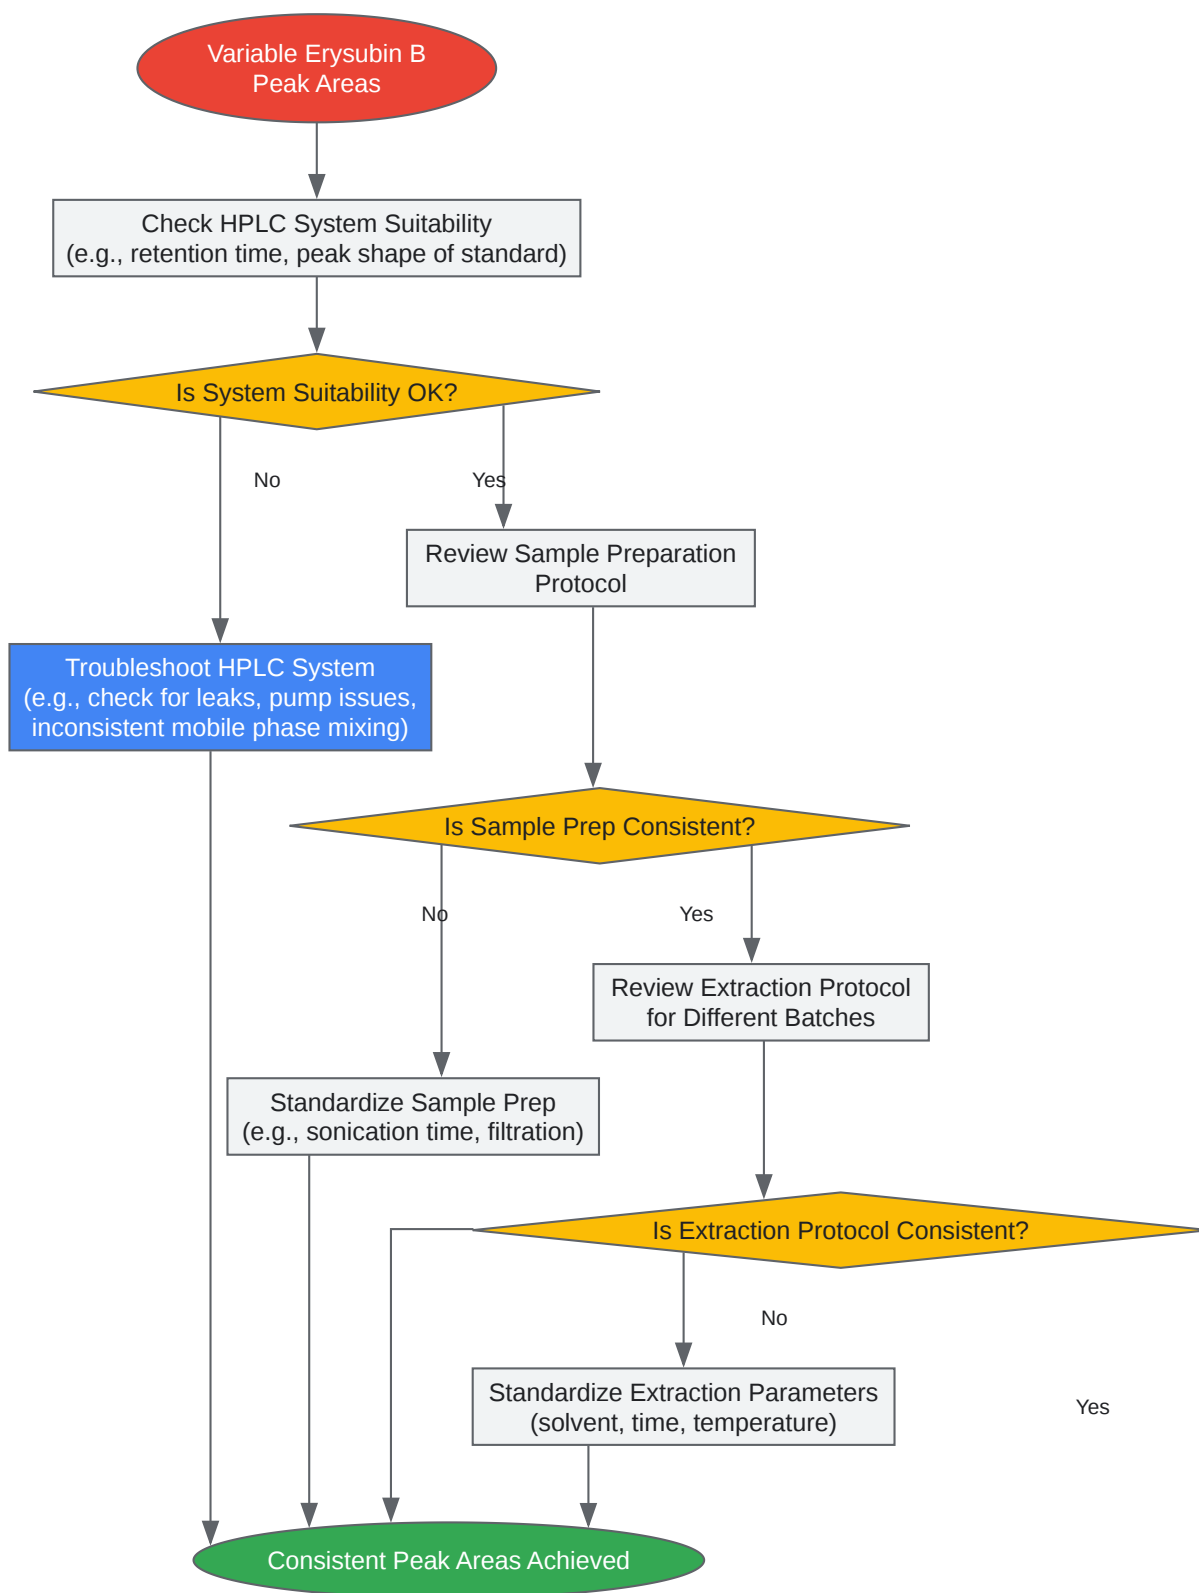 Variable Erysubin B
Peak Areas
Check HPLC System Suitability
(e.g., retention time, peak shape of standard)
Is System Suitability OK?
No
Yes
Review Sample Preparation
Protocol
Troubleshoot HPLC System
(e.g., check for leaks, pump issues,
inconsistent mobile phase mixing)
Is Sample Prep Consistent?
No
Yes
Review Extraction Protocol
for Different Batches
Standardize Sample Prep
(e.g., sonication time, filtration)
Is Extraction Protocol Consistent?
No
Standardize Extraction Parameters
(solvent, time, temperature)
Yes
Consistent Peak Areas Achieved